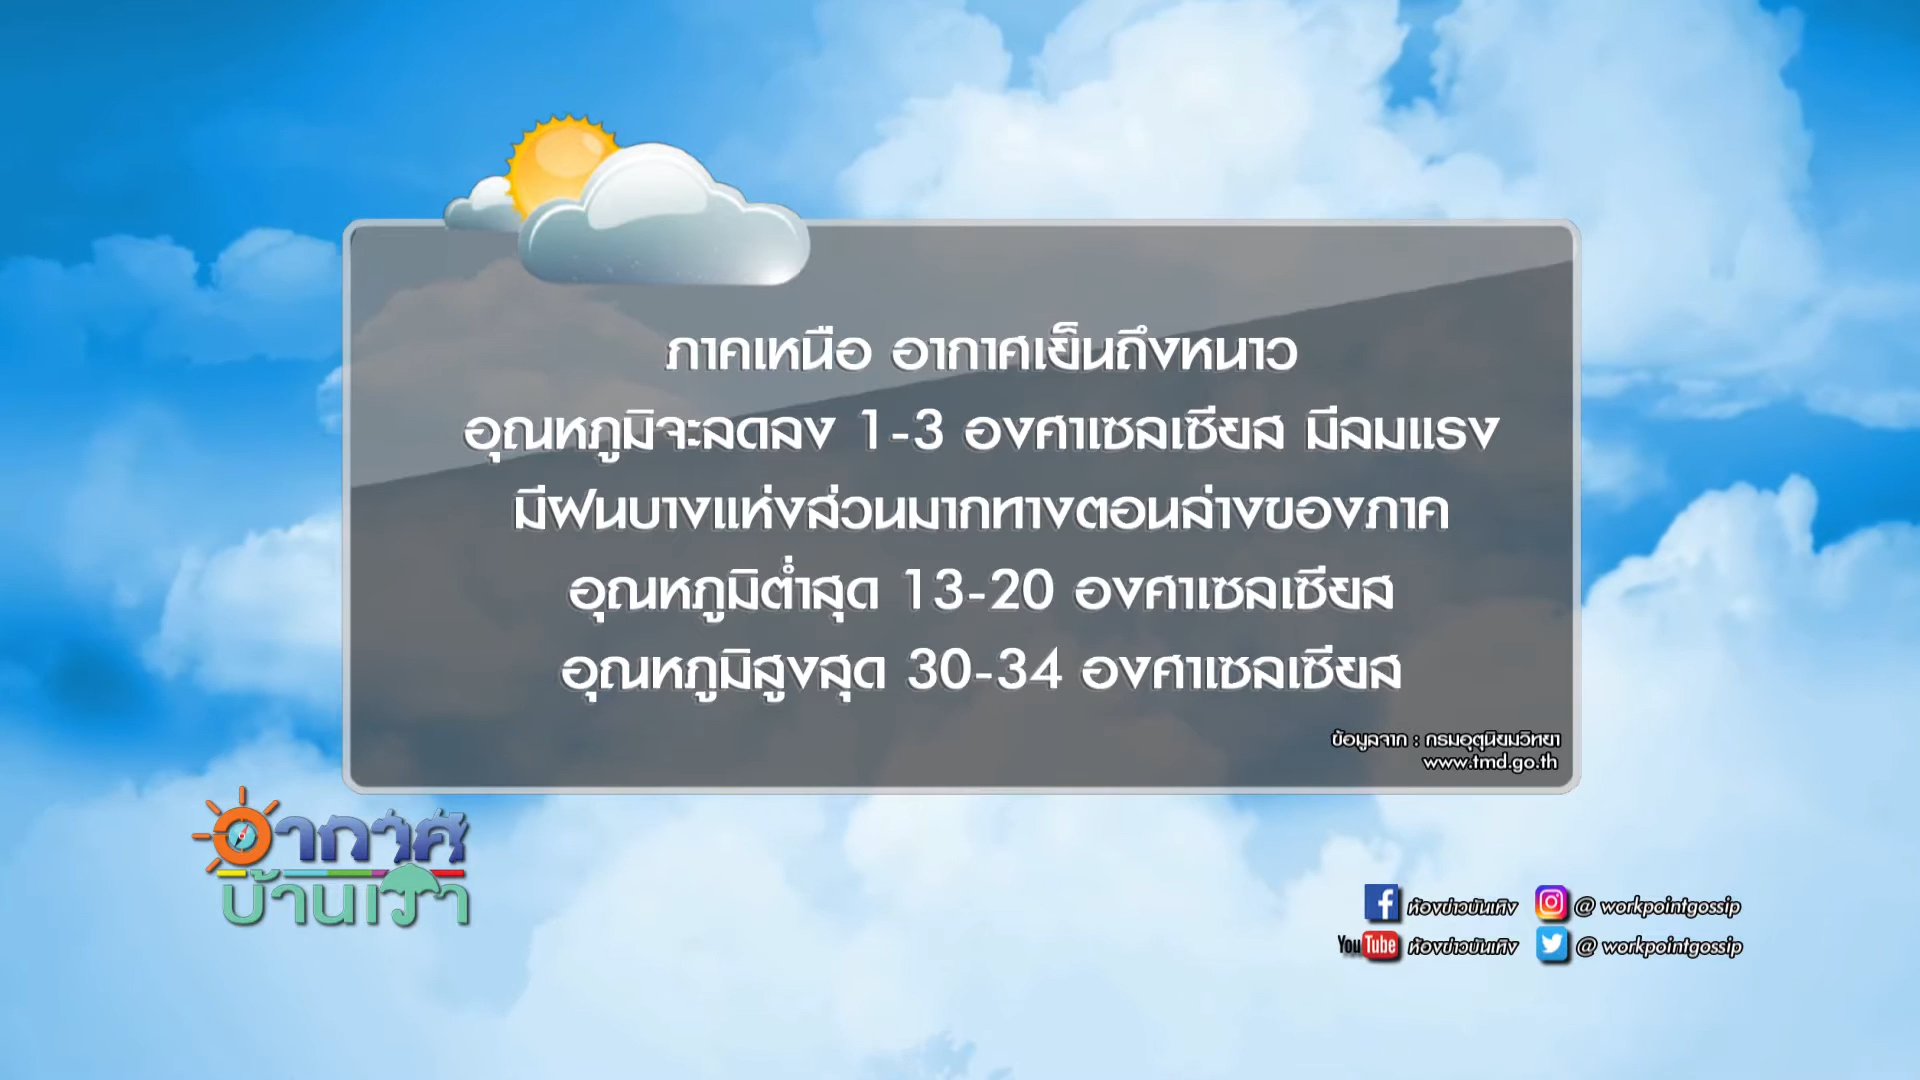 ภาคเหนือ อากาศเย็นถึงหนาว
อุณหภูมิจะลดลง 1-3 องศาเซลเซียส มีลมแรง
มีฝนบางแห่งส่วนมากทางตอนล่างของภาค
อุณหภูมิต่ำสุด 13-20 องศาเซลเซียส
อุณหภูมิสูงสุด 30-34 องศาเซลเซียส
ข้อมูลจาก : กรมอุตุนิยมวิทยา
www.tmd.go.th
อากาศ
บ้านเรา
f ห้องข่าวบันเทิง @ workpointgossip
YouTube ห้องข่าวบันเทิง @ workpointgossip